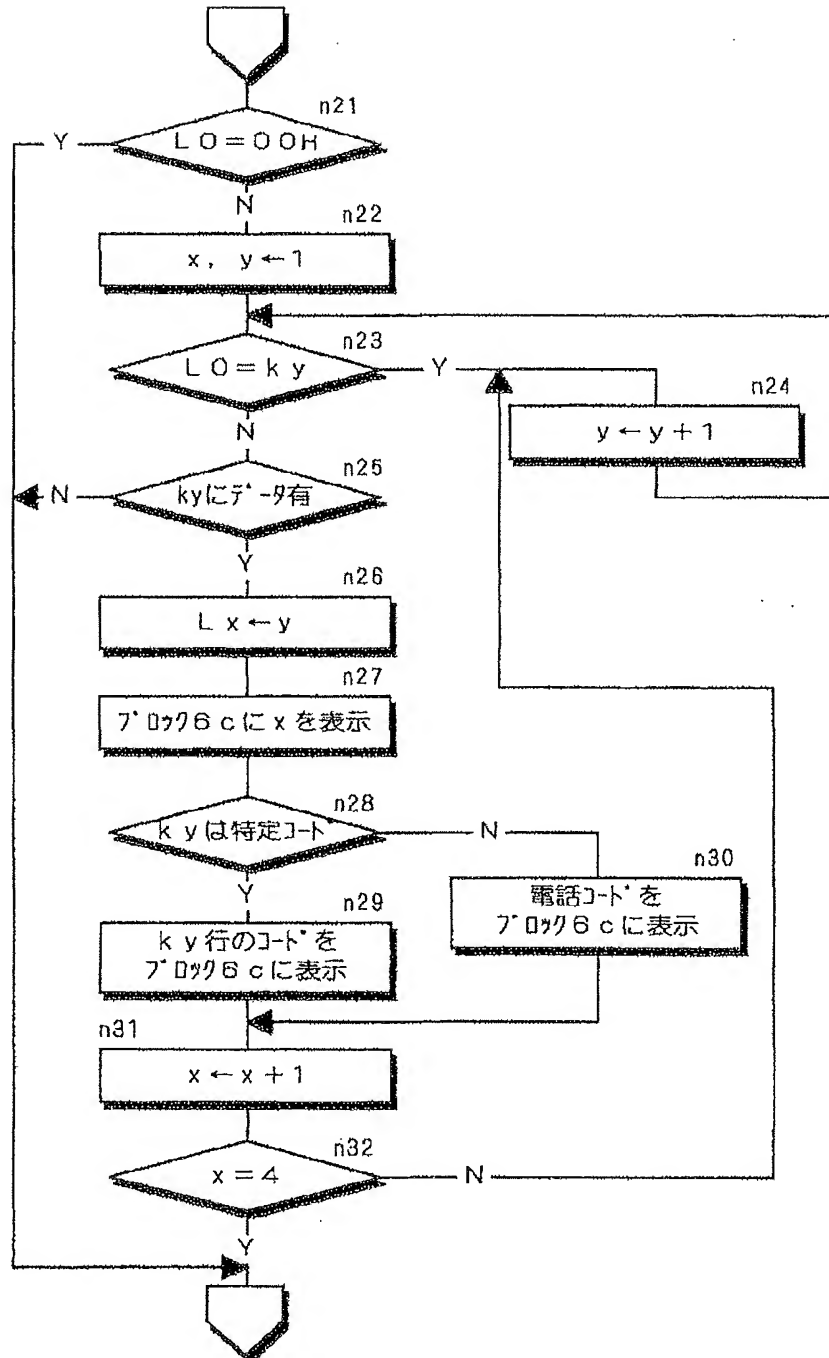 n21
Y
L0=00H
N
n22
x, y←1
n23
L0=ky
Y
n24
y←y+1
N
n25
N
kyにデータ有
Y
n26
Lx←y
n27
ブロック6cにxを表示
n28
kyは特定コード
N
n30
電話コードを
ブロック6cに表示
Y
n29
ky行のコードを
ブロック6cに表示
n31
x←x+1
n32
x=4
N
Y